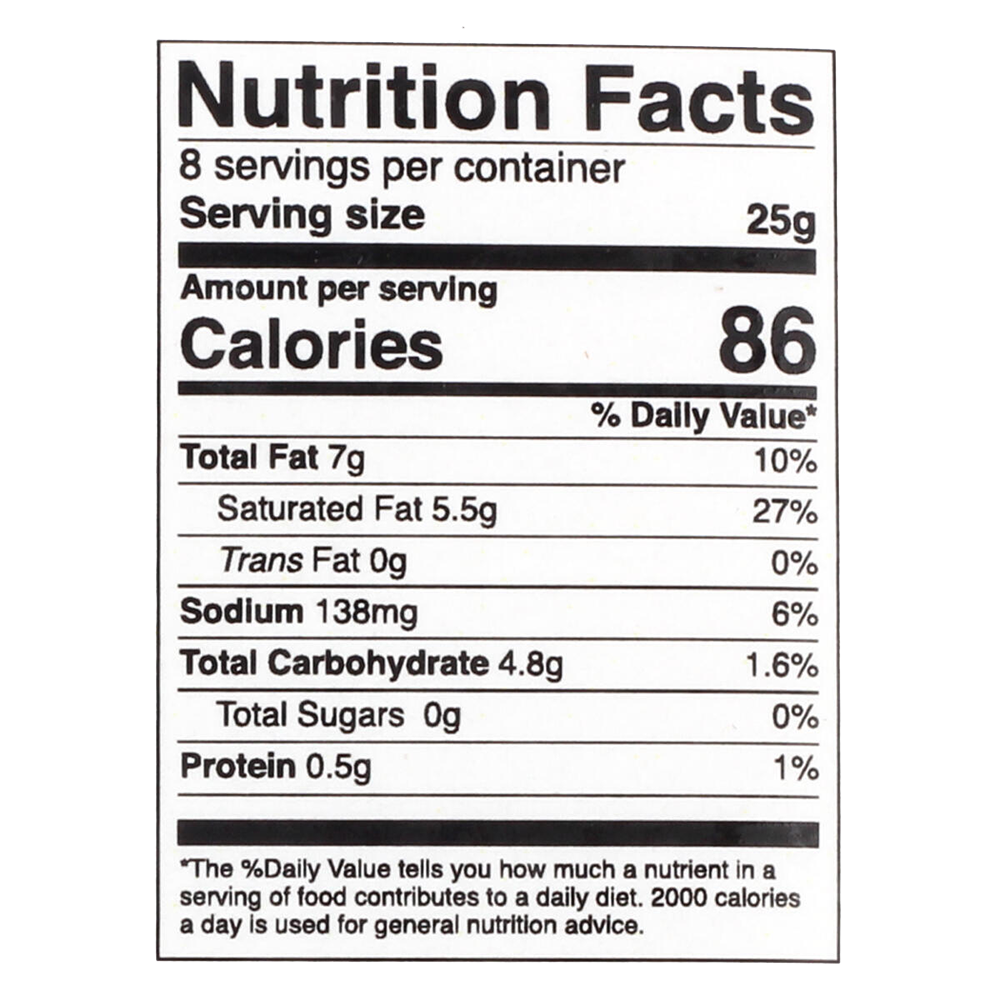 Nutrition Facts
8 servings per container
Serving size 25g
Amount per serving
Calories 86
% Daily Value*
Total Fat 7g 10%
Saturated Fat 5.5g 27%
Trans Fat 0g 0%
Sodium 138mg 6%
Total Carbohydrate 4.8g 1.6%
Total Sugars 0g 0%
Protein 0.5g 1%
*The %Daily Value tells you how much a nutrient in a
serving of food contributes to a daily diet. 2000 calories
a day is used for general nutrition advice.